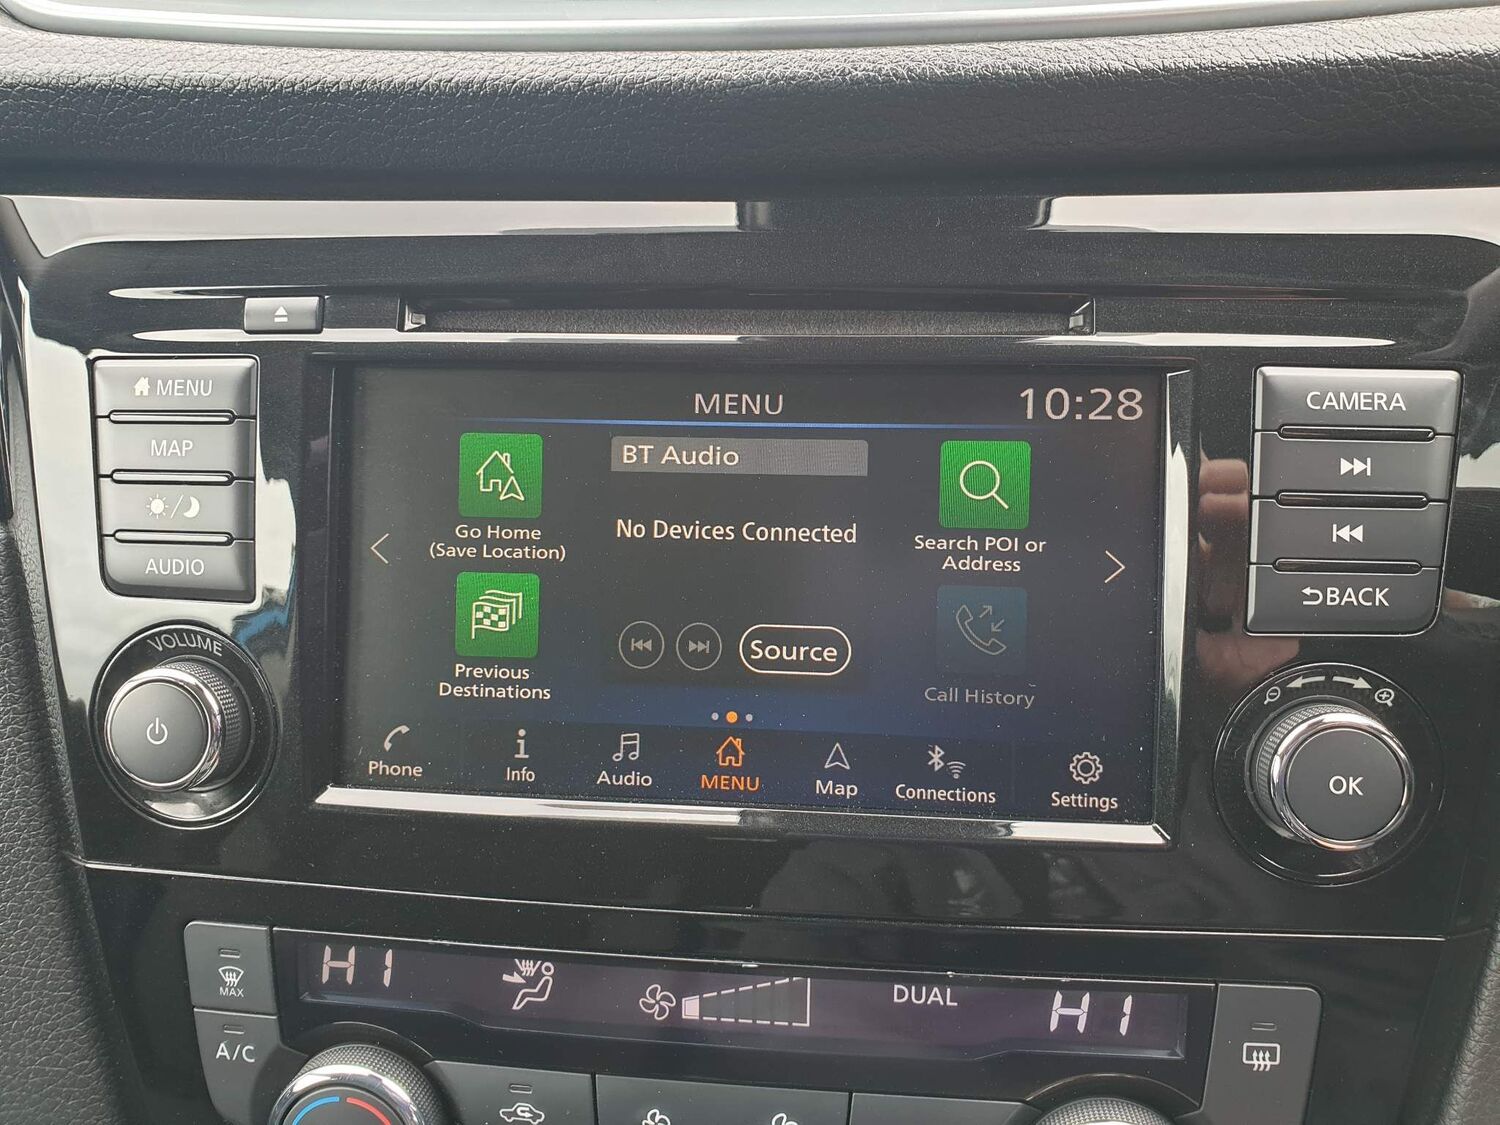 MENU
MAP
AUDIO
VOLUME
MENU
10:28
Go Home
(Save Location)
Previous
Destinations
BT Audio
No Devices Connected
Source
Search POI or
Address
Call History
Phone
Info
Audio
MENU
Map
Connections
Settings
CAMERA
BACK
OK
MAX
A/C
HI
DUAL
HI